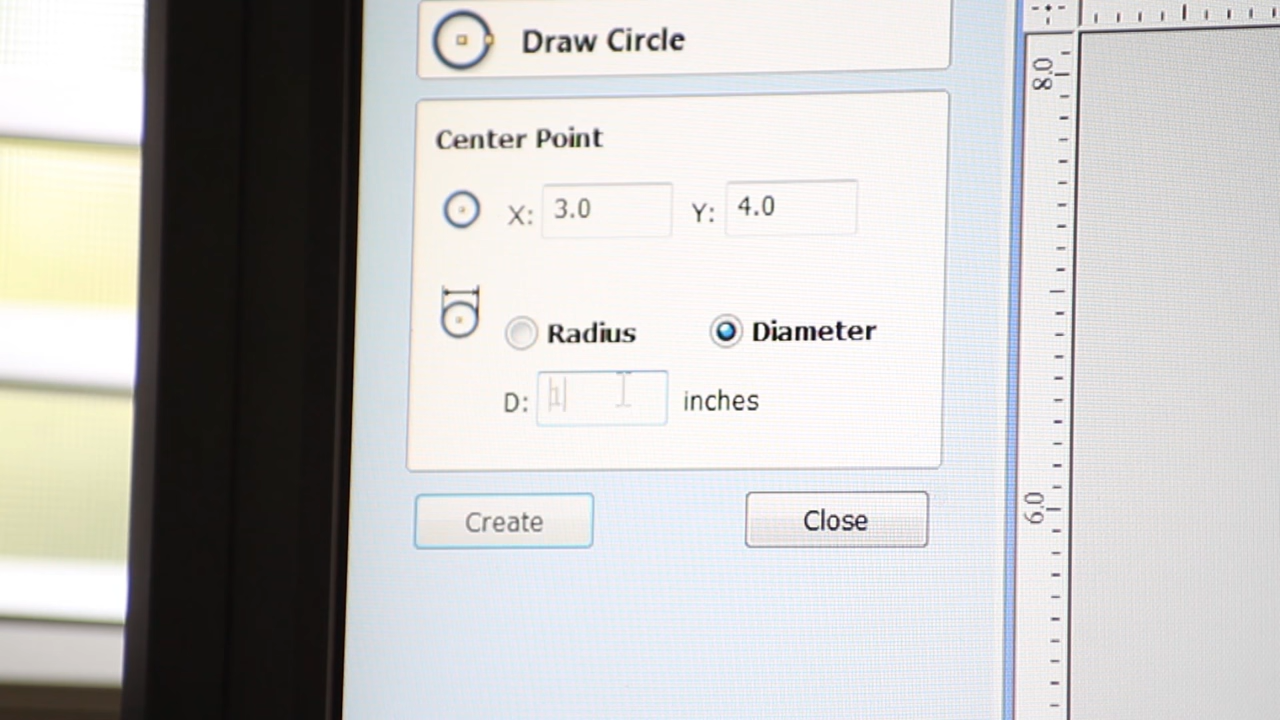 Draw Circle
Center Point
X: 3.0 Y: 4.0
Radius Diameter
D: inches
Create Close
8.0
6.0